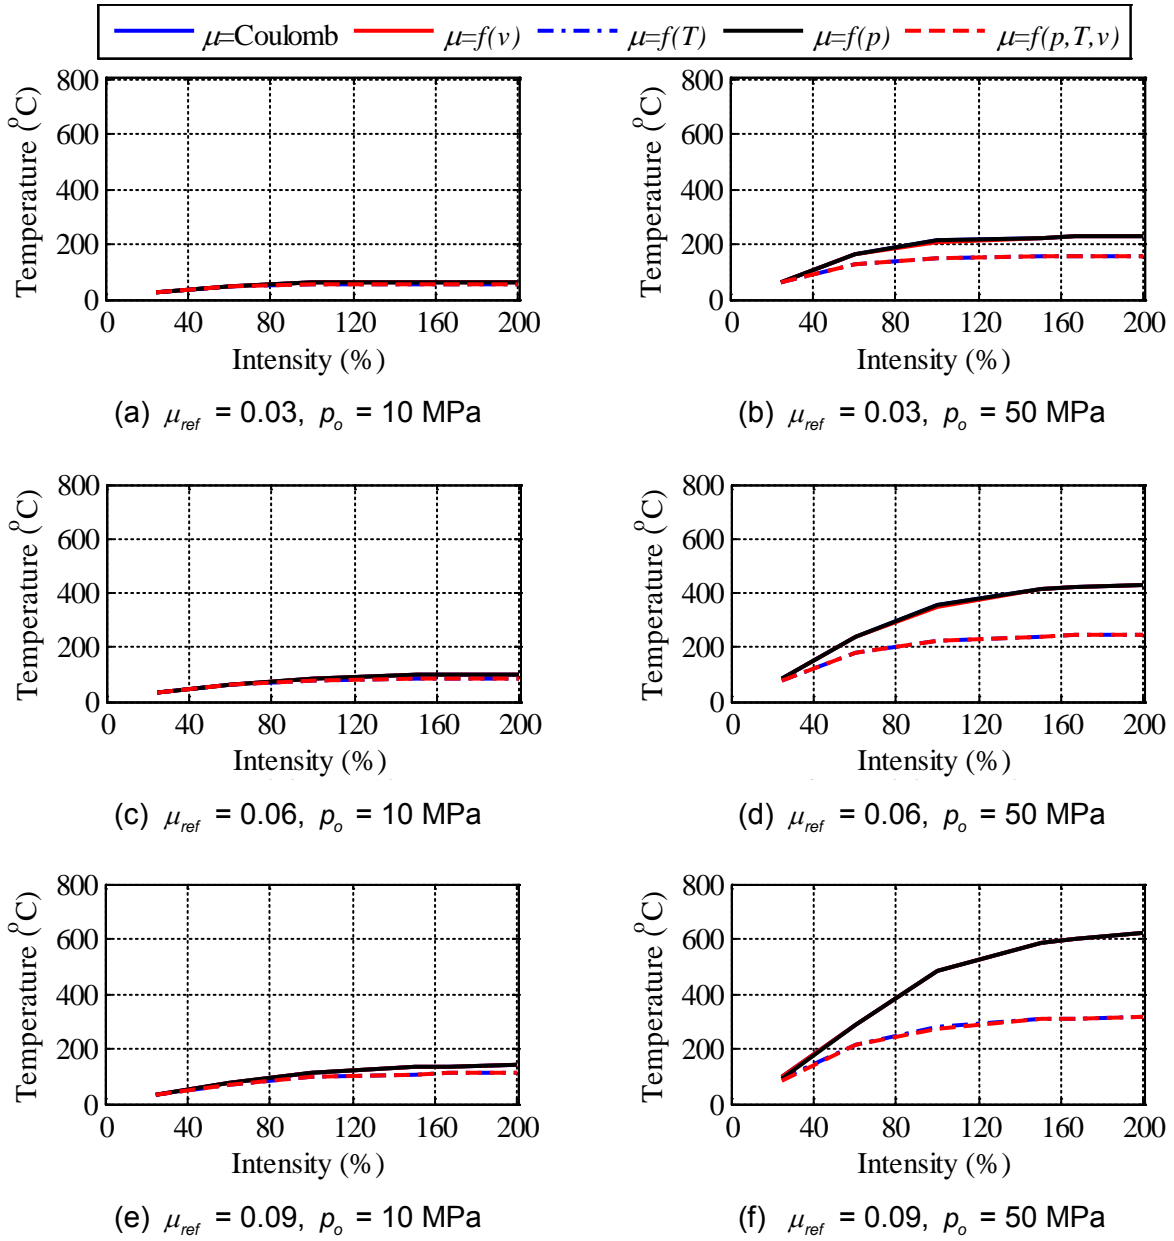 μ=Coulomb μ=f(v) μ=f(T) μ=f(p) μ=f(p,T,v)
Temperature (°C)
800
600
400
200
0
0 40 80 120 160 200
Intensity (%)
(a) μref = 0.03, po = 10 MPa
Temperature (°C)
800
600
400
200
0
0 40 80 120 160 200
Intensity (%)
(b) μref = 0.03, po = 50 MPa
Temperature (°C)
800
600
400
200
0
0 40 80 120 160 200
Intensity (%)
(c) μref = 0.06, po = 10 MPa
Temperature (°C)
800
600
400
200
0
0 40 80 120 160 200
Intensity (%)
(d) μref = 0.06, po = 50 MPa
Temperature (°C)
800
600
400
200
0
0 40 80 120 160 200
Intensity (%)
(e) μref = 0.09, po = 10 MPa
Temperature (°C)
800
600
400
200
0
0 40 80 120 160 200
Intensity (%)
(f) μref = 0.09, po = 50 MPa